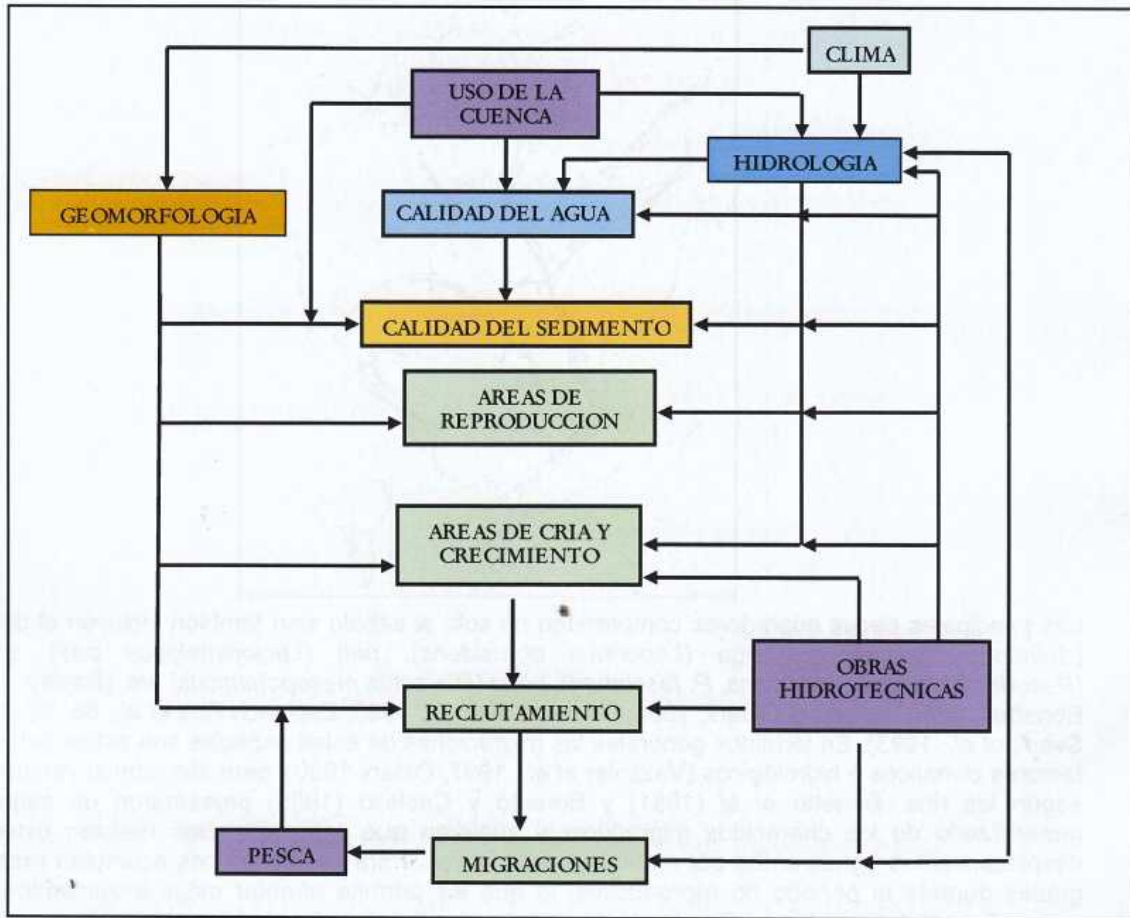 CLIMA
USO DE LA
CUENCA
HIDROLOGIA
GEOMORFOLOGIA
CALIDAD DEL AGUA
CALIDAD DEL SEDIMENTO
AREAS DE
REPRODUCCION
AREAS DE CRIA Y
CRECIMIENTO
OBRAS
HIDROTECNICAS
RECLUTAMIENTO
PESCA
MIGRACIONES